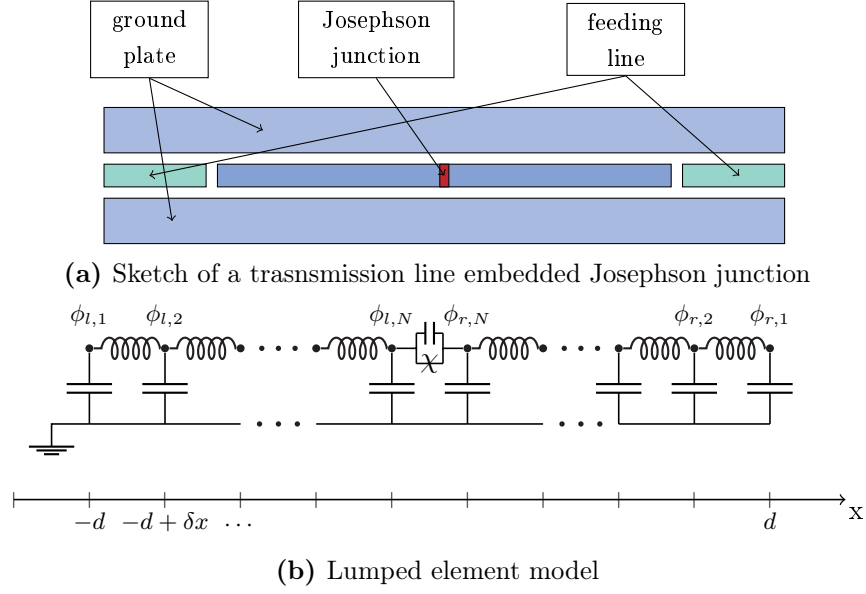 ground
plate
Josephson
junction
feeding
line
(a) Sketch of a trasnsmission line embedded Josephson junction
ϕl,1 ϕl,2 ϕl,N ϕr,N ϕr,2 ϕr,1
−d −d + δx ... d x
(b) Lumped element model